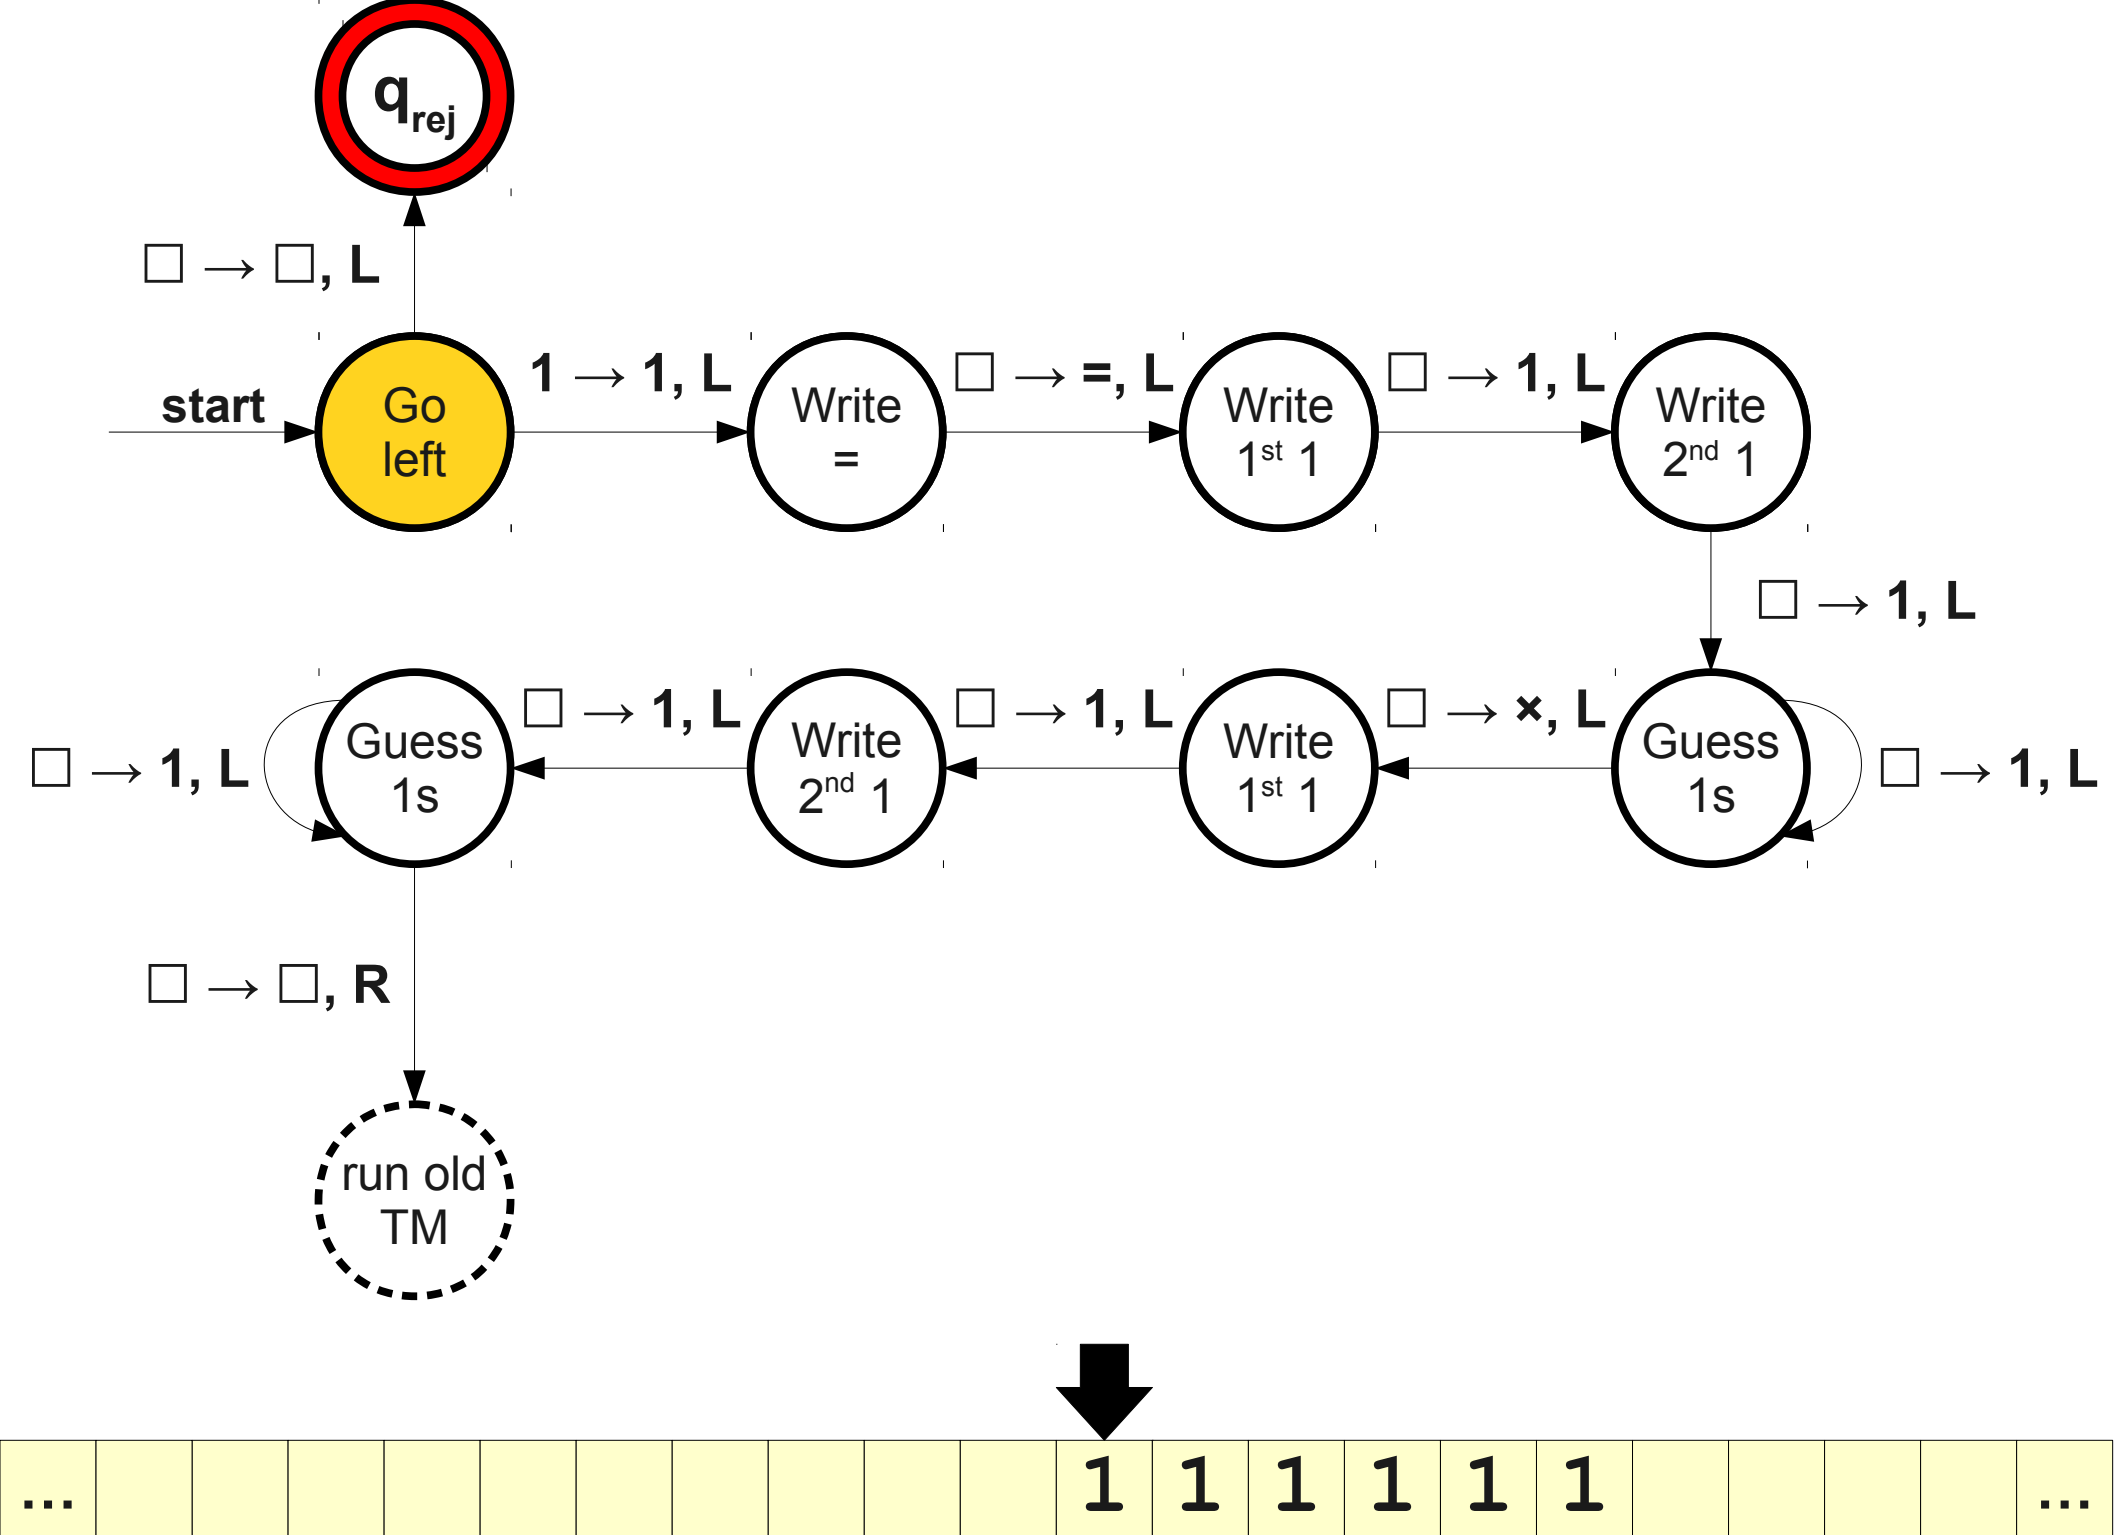 q_rej
□ → □, L
start
Go
left
1 → 1, L
Write
=
□ → =, L
Write
1st 1
□ → 1, L
Write
2nd 1
□ → 1, L
□ → 1, L
Guess
1s
□ → 1, L
Write
2nd 1
□ → 1, L
Write
1st 1
□ → ×, L
Guess
1s
□ → 1, L
□ → □, R
run old
TM
... 1 1 1 1 1 1 ...